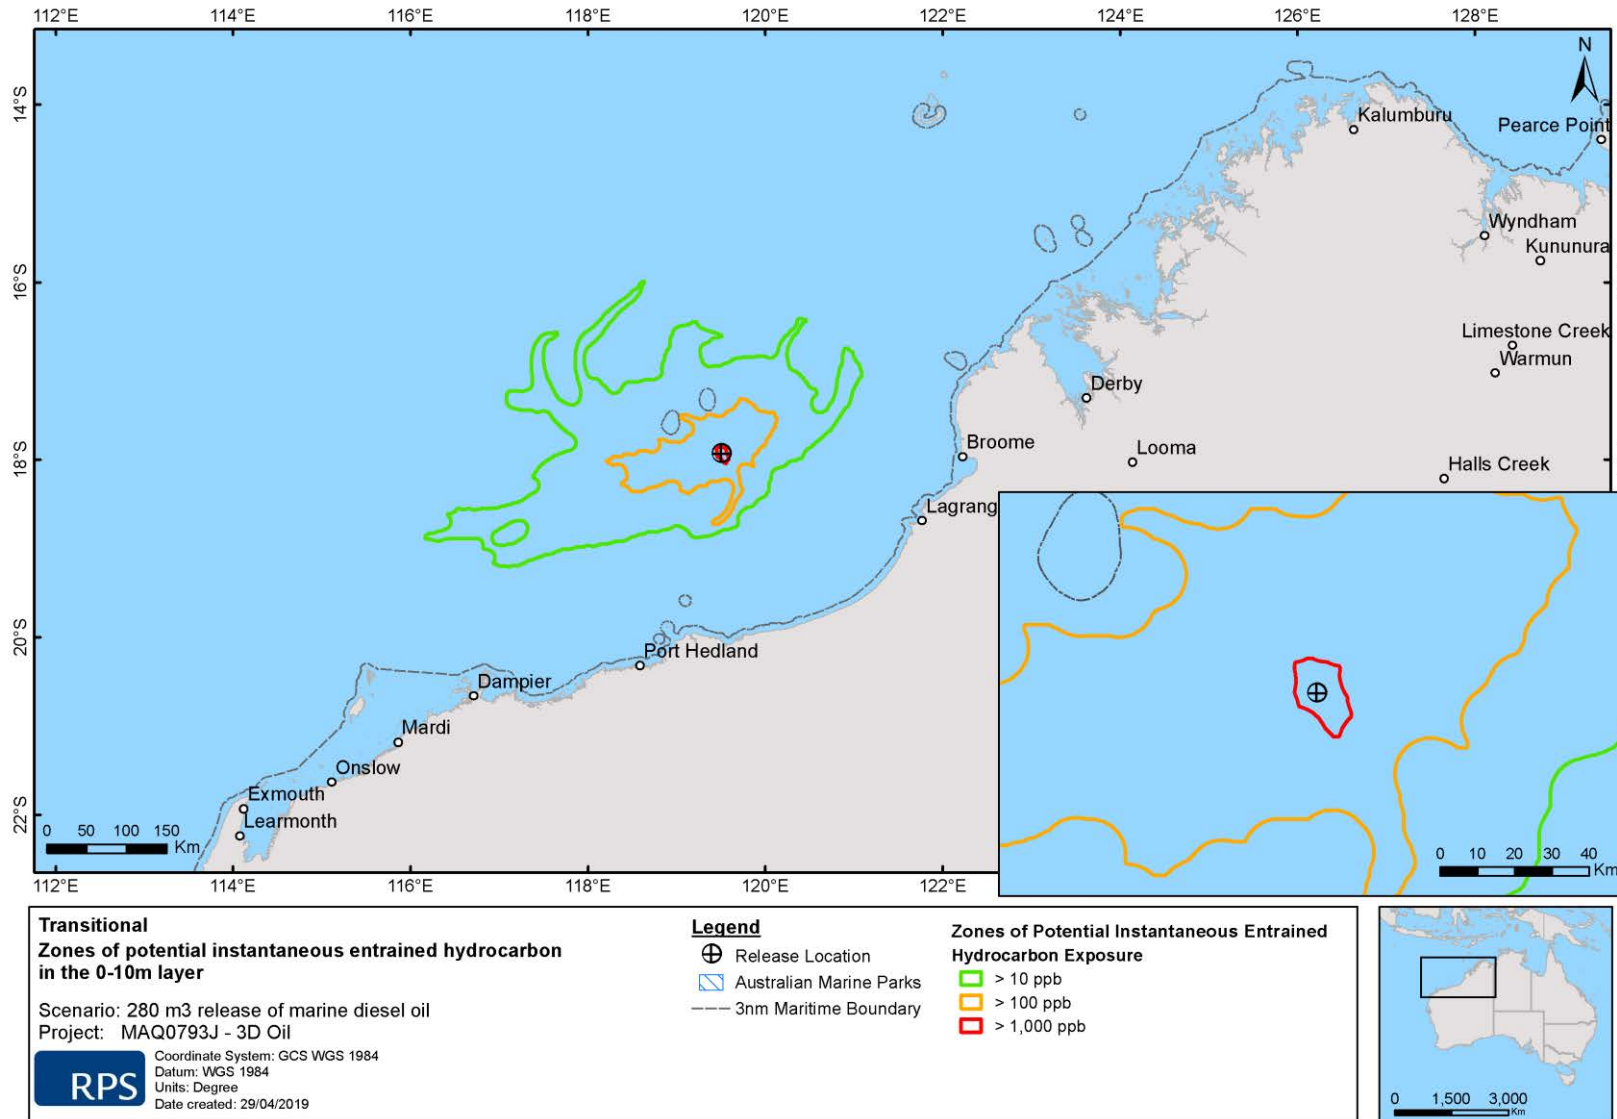 112°E 114°E 116°E 118°E 120°E 122°E 124°E 126°E 128°E
N
14°S
16°S
18°S
20°S
22°S
Kalumburu
Pearce Point
Wyndham
Kununura
Limestone Creek
Warmun
Derby
Broome
Looma
Halls Creek
Lagrang
Port Hedland
Dampier
Mardi
Onslow
Exmouth
Learmonth
0 50 100 150
Km
0 10 20 30 40
Km
112°E 114°E 116°E 118°E 120°E 122°E
Transitional
Zones of potential instantaneous entrained hydrocarbon
in the 0-10m layer
Scenario: 280 m3 release of marine diesel oil
Project: MAQ0793J - 3D Oil
RPS
Coordinate System: GCS WGS 1984
Datum: WGS 1984
Units: Degree
Date created: 29/04/2019
Legend
Release Location
Australian Marine Parks
3nm Maritime Boundary
Zones of Potential Instantaneous Entrained
Hydrocarbon Exposure
> 10 ppb
> 100 ppb
> 1,000 ppb
0 1,500 3,000
Km